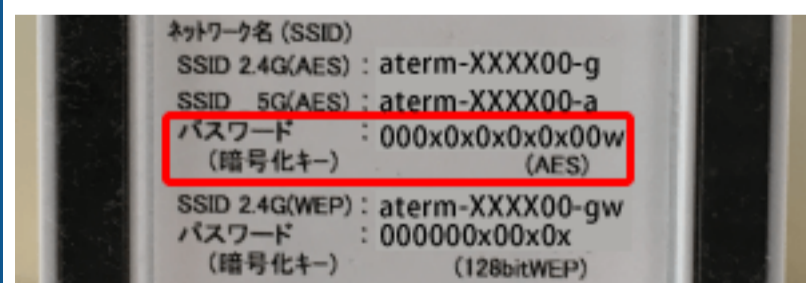 ネットワーク名 (SSID)
SSID 2.4G(AES) : aterm-XXXX00-g
SSID 5G(AES) : aterm-XXXX00-a
パスワード : 000x0x0x0x0x00w
(暗号化キー) (AES)
SSID 2.4G(WEP) : aterm-XXXX00-gw
パスワード : 000000x00x0x
(暗号化キー) (128bitWEP)